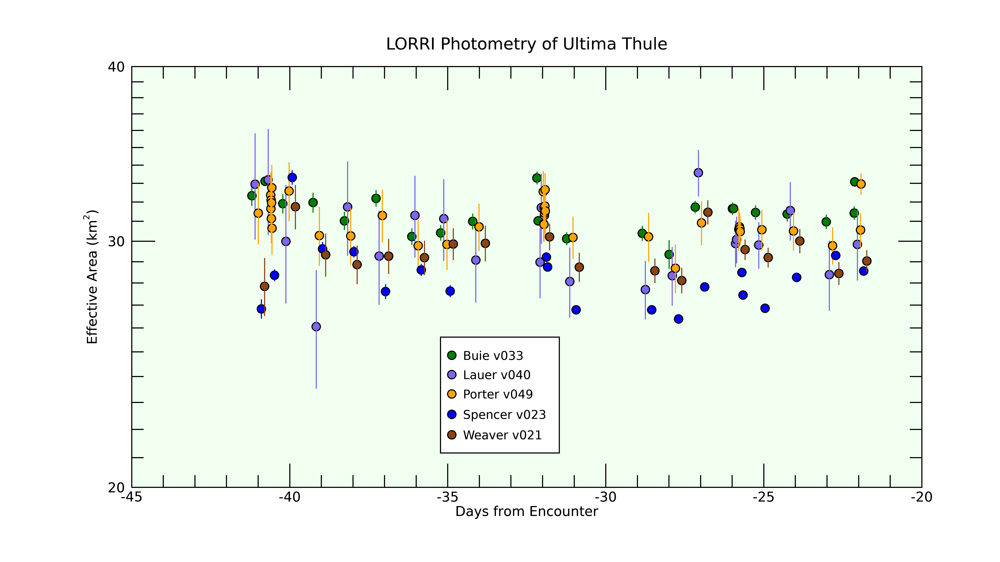 LORRI Photometry of Ultima Thule
40
30
20
Effective Area (km²)
Buie v033
Lauer v040
Porter v049
Spencer v023
Weaver v021
-45 -40 -35 -30 -25 -20
Days from Encounter